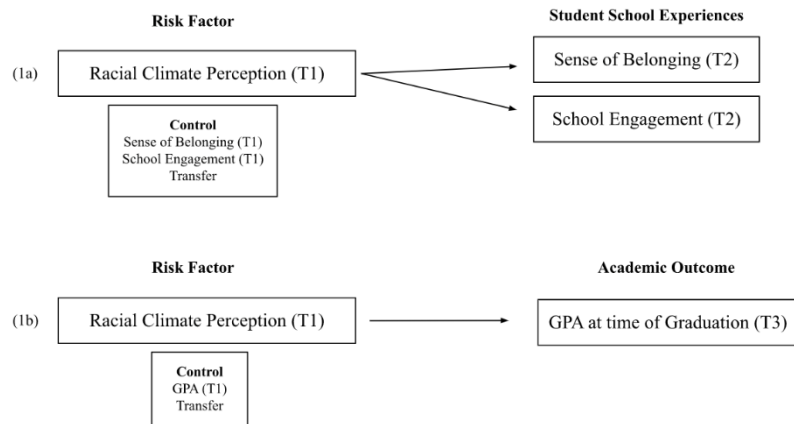 Risk Factor
Student School Experiences
(1a)
Racial Climate Perception (T1)
Sense of Belonging (T2)
School Engagement (T2)
Control
Sense of Belonging (T1)
School Engagement (T1)
Transfer
Risk Factor
Academic Outcome
(1b)
Racial Climate Perception (T1)
GPA at time of Graduation (T3)
Control
GPA (T1)
Transfer